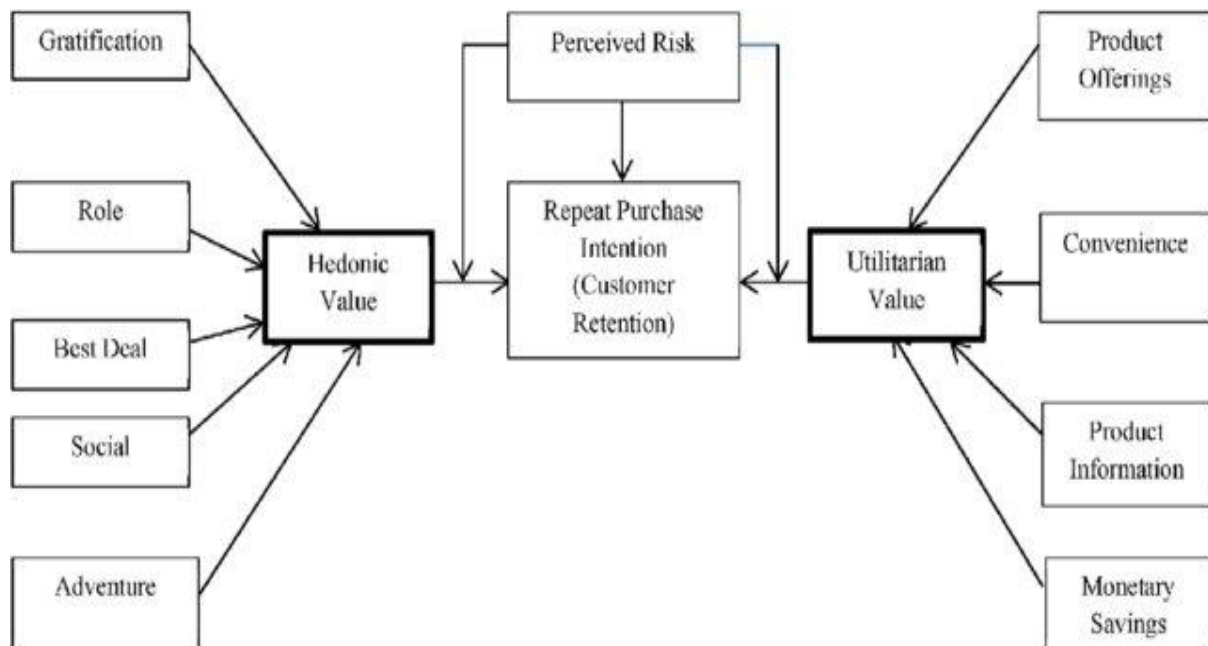 Gratification
Role
Best Deal
Social
Adventure
Hedonic
Value
Perceived Risk
Repeat Purchase
Intention
(Customer
Retention)
Utilitarian
Value
Product
Offerings
Convenience
Product
Information
Monetary
Savings